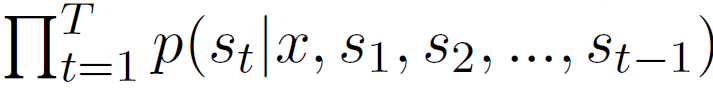 ∏_{t=1}^{T} p(s_t|x, s_1, s_2, ..., s_{t−1})